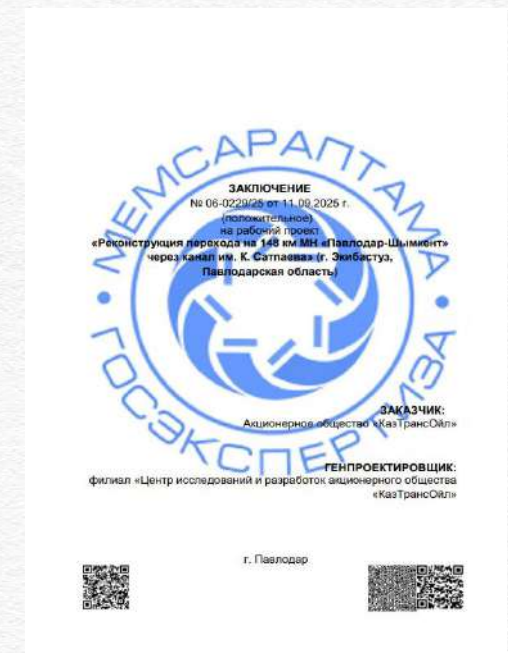 МЕМСАРАПТАМА
ЗАКЛЮЧЕНИЕ
№ 06-0229/25 от 11.09.2025 г.
(положительное)
на рабочий проект
«Реконструкция перехода на 148 км МН «Павлодар-Шымкент»
через канал им. К. Сатпаева» (г. Экибастуз,
Павлодарская область)
ГОСЭКСПЕРТИЗА
ЗАКАЗЧИК:
Акционерное общество «КазТрансОйл»
ГЕНПРОЕКТИРОВЩИК:
филиал «Центр исследований и разработок акционерного общества
«КазТрансОйл»
г. Павлодар